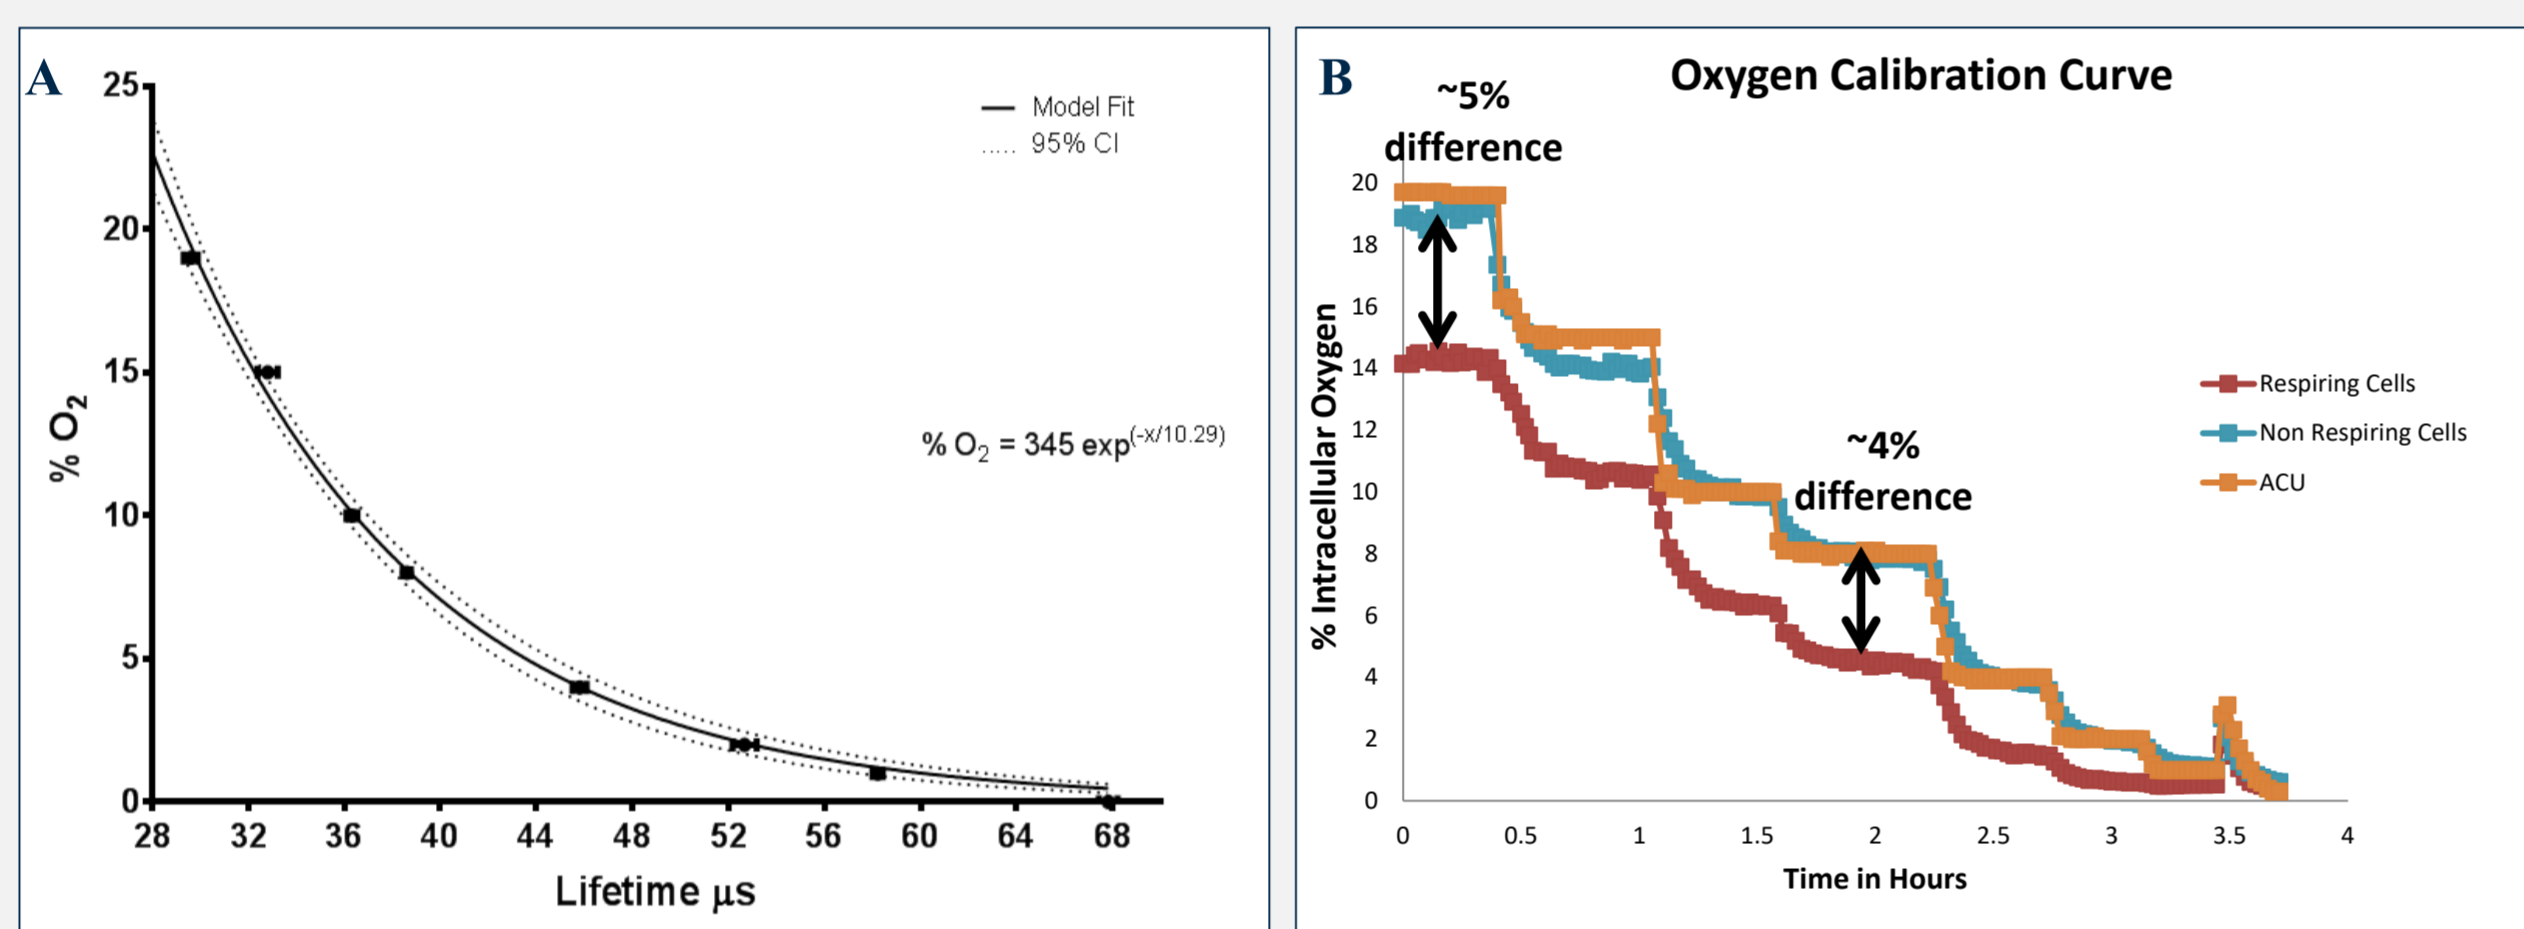 A
25
20
15
10
5
0
% O2
28 32 36 40 44 48 52 56 60 64 68
Lifetime μs
Model Fit
95% CI
% O2 = 345 exp(-x/10.29)
B
Oxygen Calibration Curve
~5%
difference
~4%
difference
% Intracellular Oxygen
20
18
16
14
12
10
8
6
4
2
0
0 0.5 1 1.5 2 2.5 3 3.5 4
Time in Hours
Respiring Cells
Non Respiring Cells
ACU